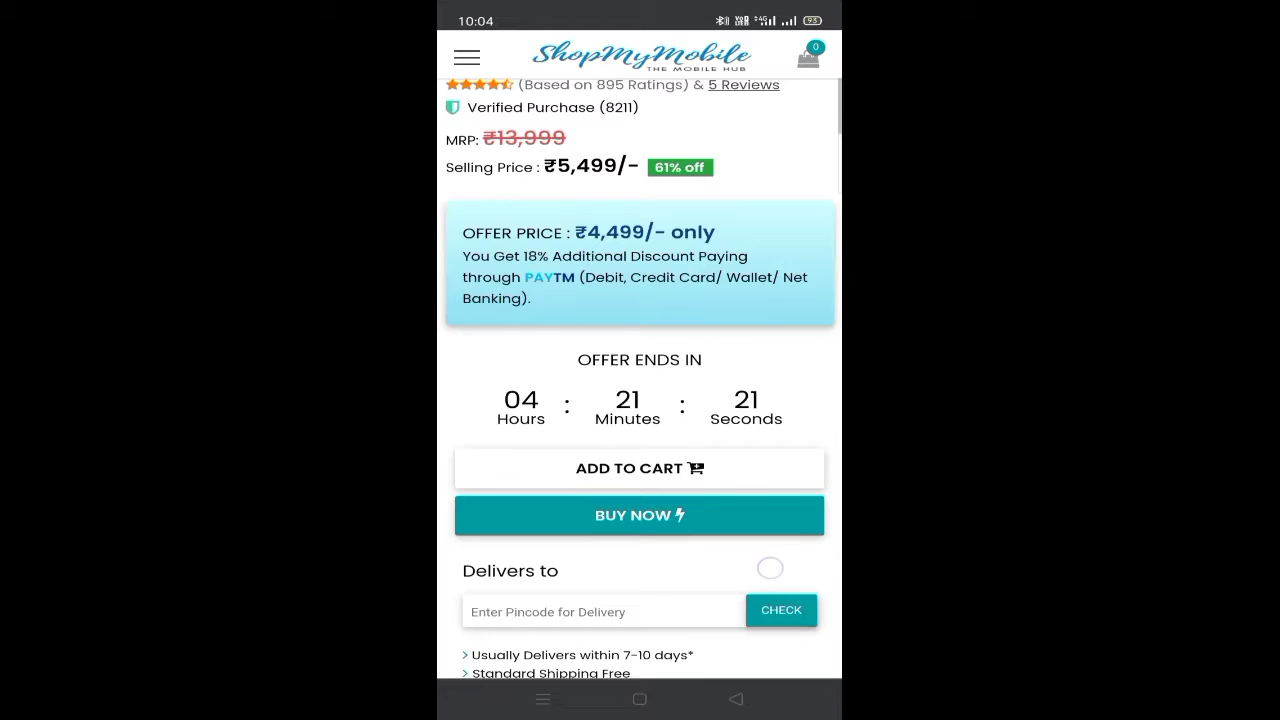 10:04
93
ShopMyMobile
0
THE MOBILE HUB
(Based on 895 Ratings) & 5 Reviews
Verified Purchase (8211)
MRP: ₹13,999
Selling Price : ₹5,499/- 61% off
OFFER PRICE : ₹4,499/- only
You Get 18% Additional Discount Paying
through PAYTM (Debit, Credit Card/ Wallet/ Net
Banking).
OFFER ENDS IN
04 : 21 : 21
Hours Minutes Seconds
ADD TO CART
BUY NOW
Delivers to
Enter Pincode for Delivery CHECK
> Usually Delivers within 7-10 days*
> Standard Shipping Free